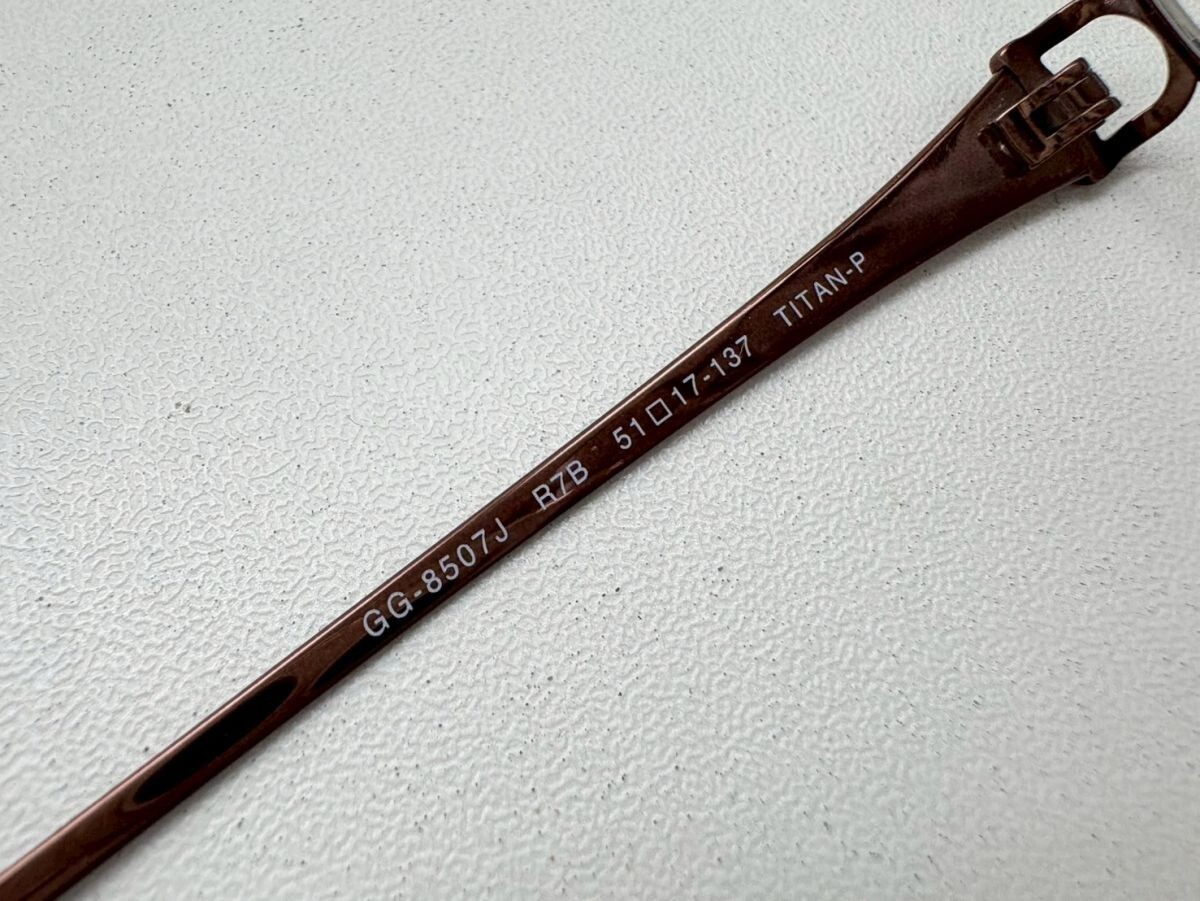 GG-8507J R7B 51□17-137 TITAN-P